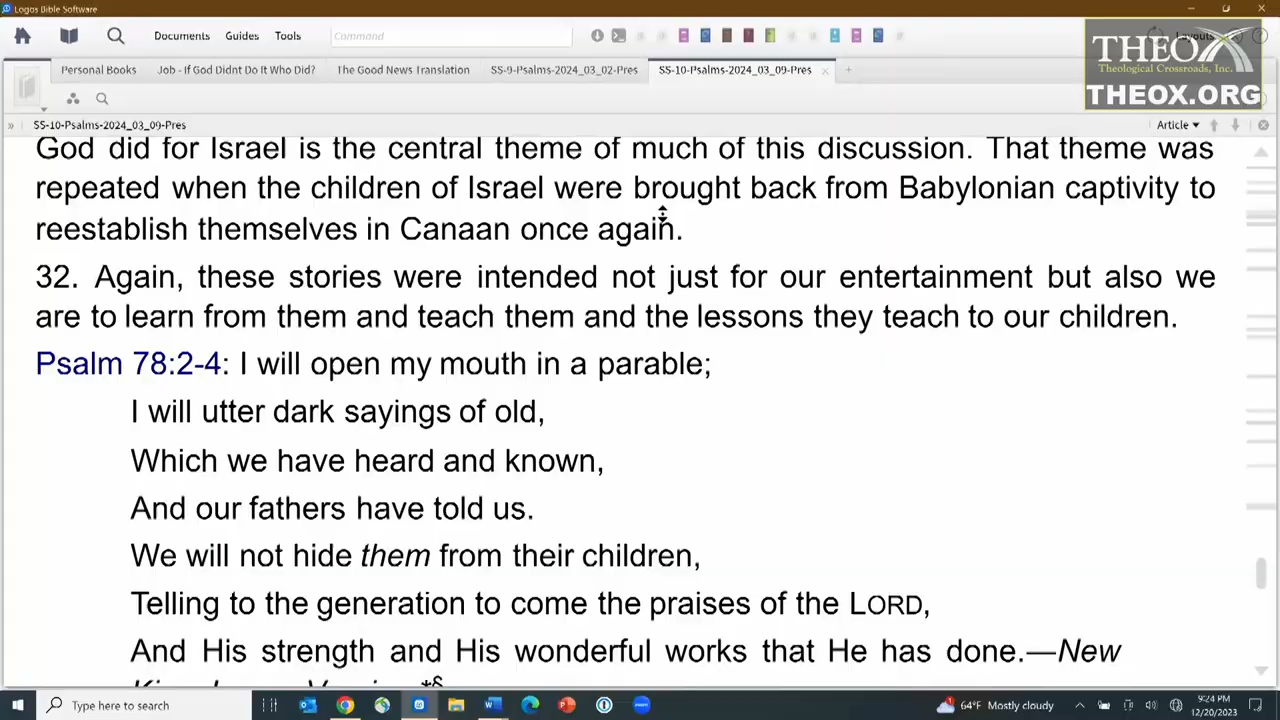 Logos Bible Software
Documents Guides Tools Command Layouts
THEOX
Theological Crossroads, Inc.
THEOX.ORG
Personal Books Job - If God Didnt Do It Who Did? The Good News Psalms-2024_03_02-Pres SS-10-Psalms-2024_03_09-Pres
SS-10-Psalms-2024_03_09-Pres Article
God did for Israel is the central theme of much of this discussion. That theme was
repeated when the children of Israel were brought back from Babylonian captivity to
reestablish themselves in Canaan once again.
32. Again, these stories were intended not just for our entertainment but also we
are to learn from them and teach them and the lessons they teach to our children.
Psalm 78:2-4: I will open my mouth in a parable;
I will utter dark sayings of old,
Which we have heard and known,
And our fathers have told us.
We will not hide them from their children,
Telling to the generation to come the praises of the LORD,
And His strength and His wonderful works that He has done.—New
Type here to search 64°F Mostly cloudy 9:24 PM
12/20/2023